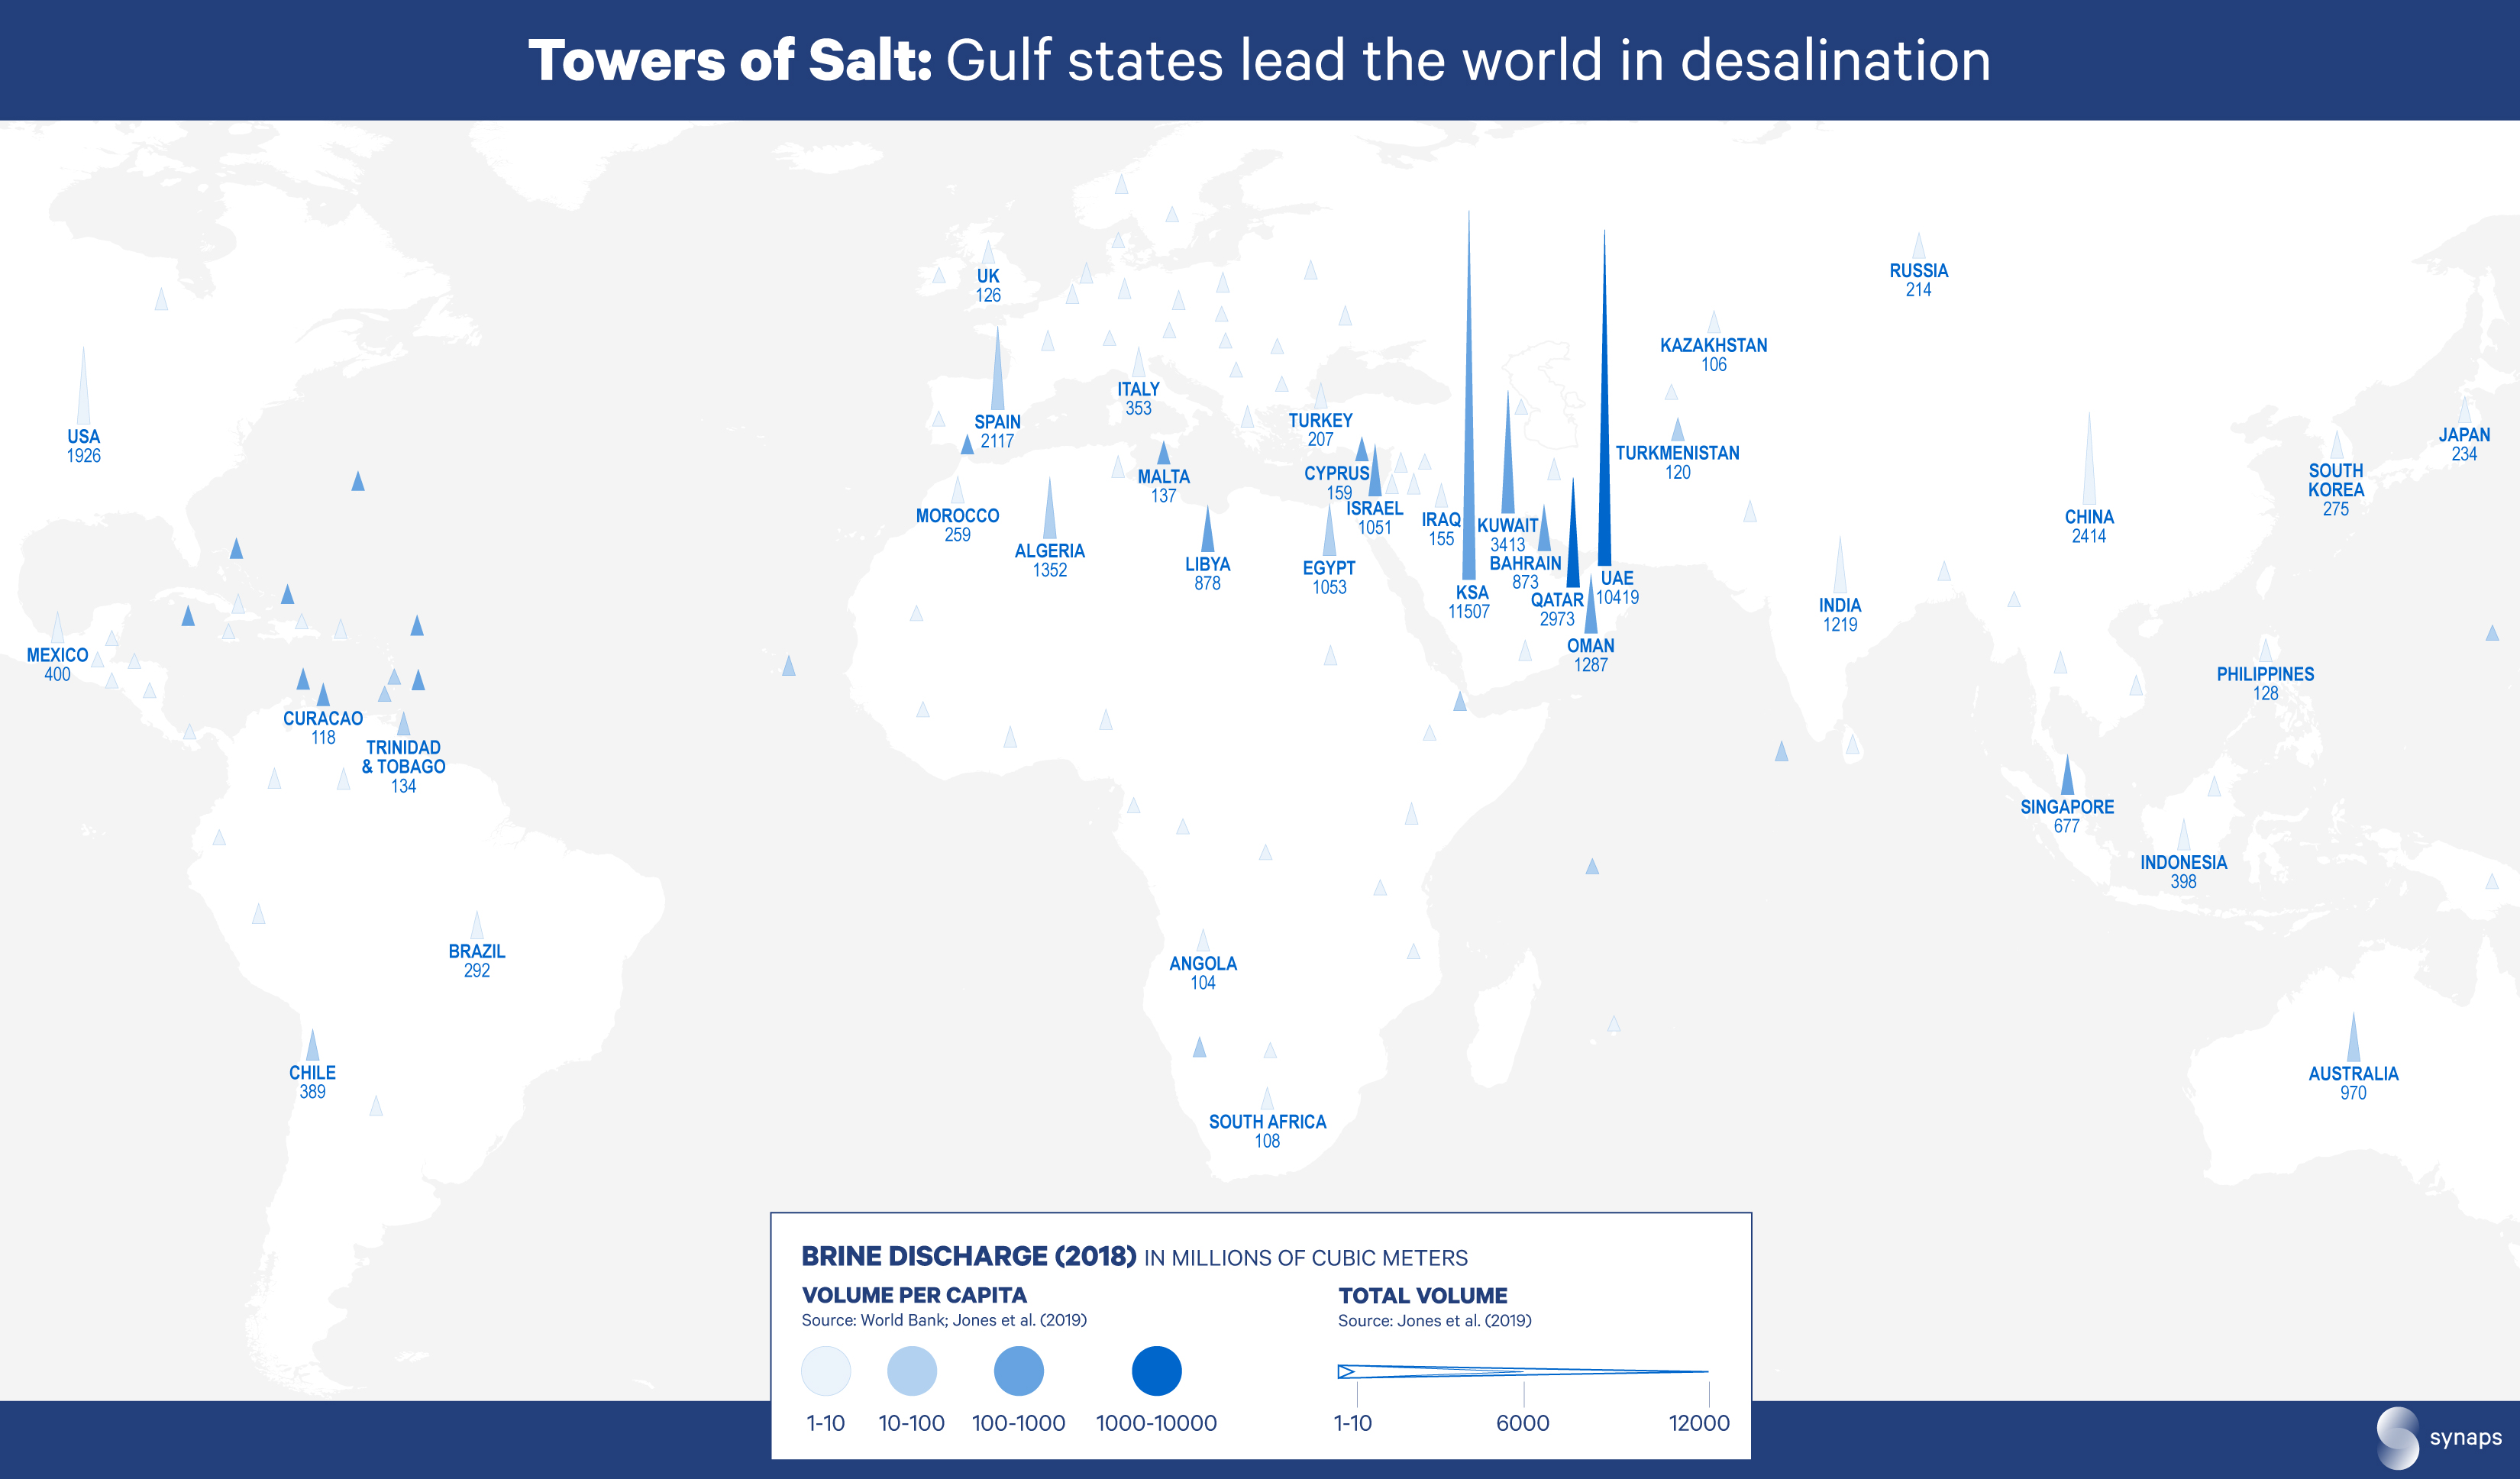 Towers of Salt: Gulf states lead the world in desalination
UK
126
RUSSIA
214
KAZAKHSTAN
106
ITALY
353
SPAIN
2117
TURKEY
207
USA
1926
JAPAN
234
TURKMENISTAN
120
MALTA
137
CYPRUS
159
SOUTH
KOREA
275
MOROCCO
259
ISRAEL
1051
IRAQ
155
KUWAIT
3413
CHINA
2414
ALGERIA
1352
LIBYA
878
EGYPT
1053
BAHRAIN
873
KSA
11507
QATAR
2973
UAE
10419
INDIA
1219
OMAN
1287
MEXICO
400
PHILIPPINES
128
CURACAO
118
TRINIDAD
& TOBAGO
134
SINGAPORE
677
INDONESIA
398
BRAZIL
292
ANGOLA
104
CHILE
389
AUSTRALIA
970
SOUTH AFRICA
108
BRINE DISCHARGE (2018) IN MILLIONS OF CUBIC METERS
VOLUME PER CAPITA
Source: World Bank; Jones et al. (2019)
1-10 10-100 100-1000 1000-10000
TOTAL VOLUME
Source: Jones et al. (2019)
1-10 6000 12000
synaps